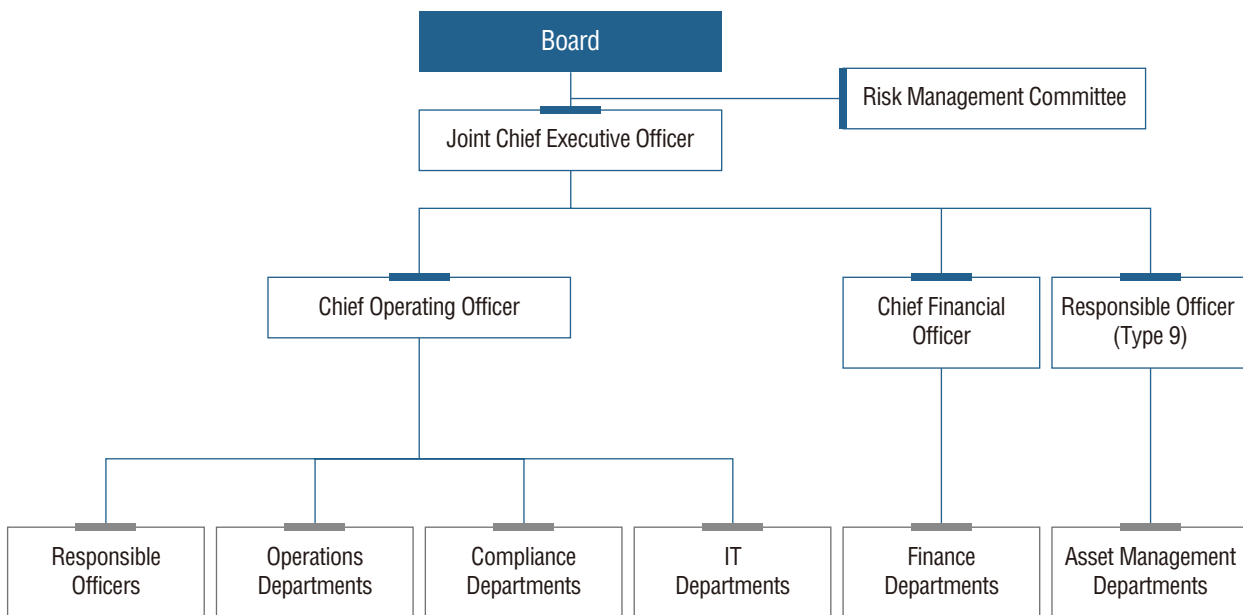 Board
Risk Management Committee
Joint Chief Executive Officer
Chief Operating Officer
Chief Financial
Officer
Responsible Officer
(Type 9)
Responsible
Officers
Operations
Departments
Compliance
Departments
IT
Departments
Finance
Departments
Asset Management
Departments